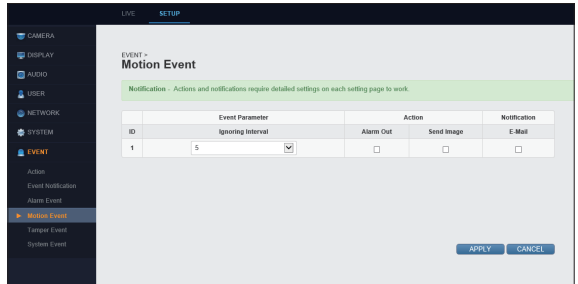 LIVE SETUP
CAMERA
DISPLAY
AUDIO
USER
NETWORK
SYSTEM
EVENT
Action
Event Notification
Alarm Event
Motion Event
Tamper Event
System Event
EVENT >
Motion Event
Notification - Actions and notifications require detailed settings on each setting page to work.
Event Parameter Action Notification
ID Ignoring Interval Alarm Out Send Image E-Mail
1 5
APPLY CANCEL